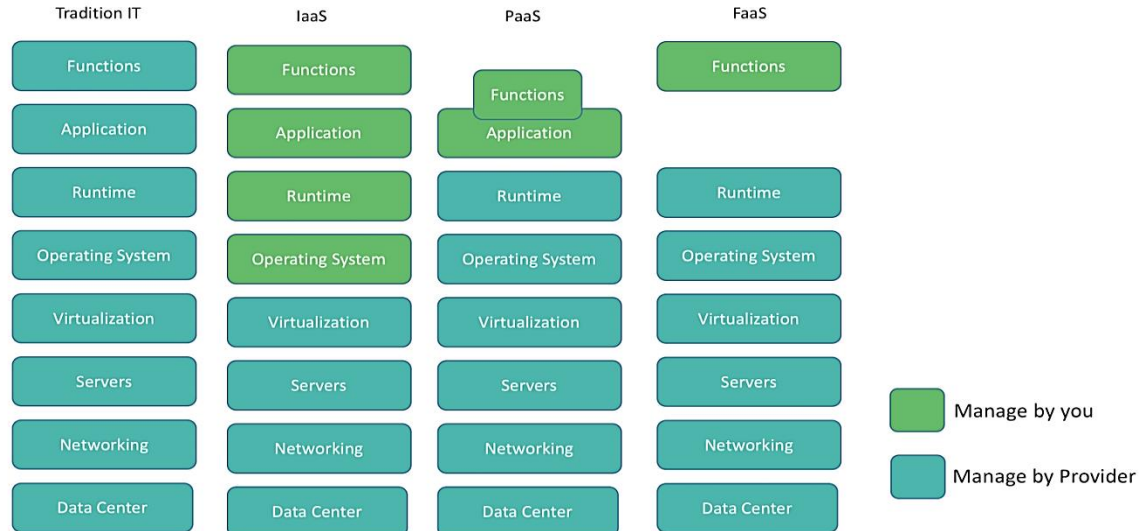 Tradition IT
Functions
Application
Runtime
Operating System
Virtualization
Servers
Networking
Data Center
IaaS
Functions
Application
Runtime
Operating System
Virtualization
Servers
Networking
Data Center
PaaS
Functions
Application
Runtime
Operating System
Virtualization
Servers
Networking
Data Center
FaaS
Functions
Runtime
Operating System
Virtualization
Servers
Networking
Data Center
Manage by you
Manage by Provider